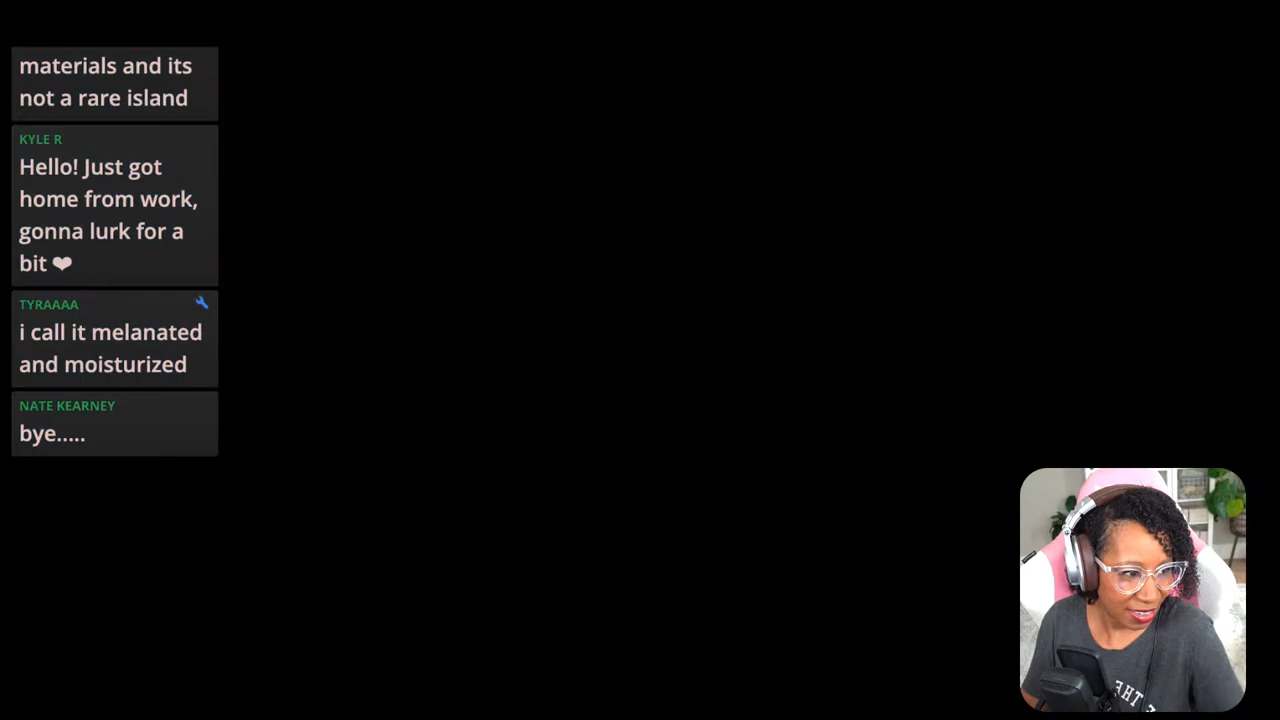 materials and its
not a rare island
KYLE R
Hello! Just got
home from work,
gonna lurk for a
bit ❤
TYRAAAA
i call it melanated
and moisturized
NATE KEARNEY
bye.....
THE